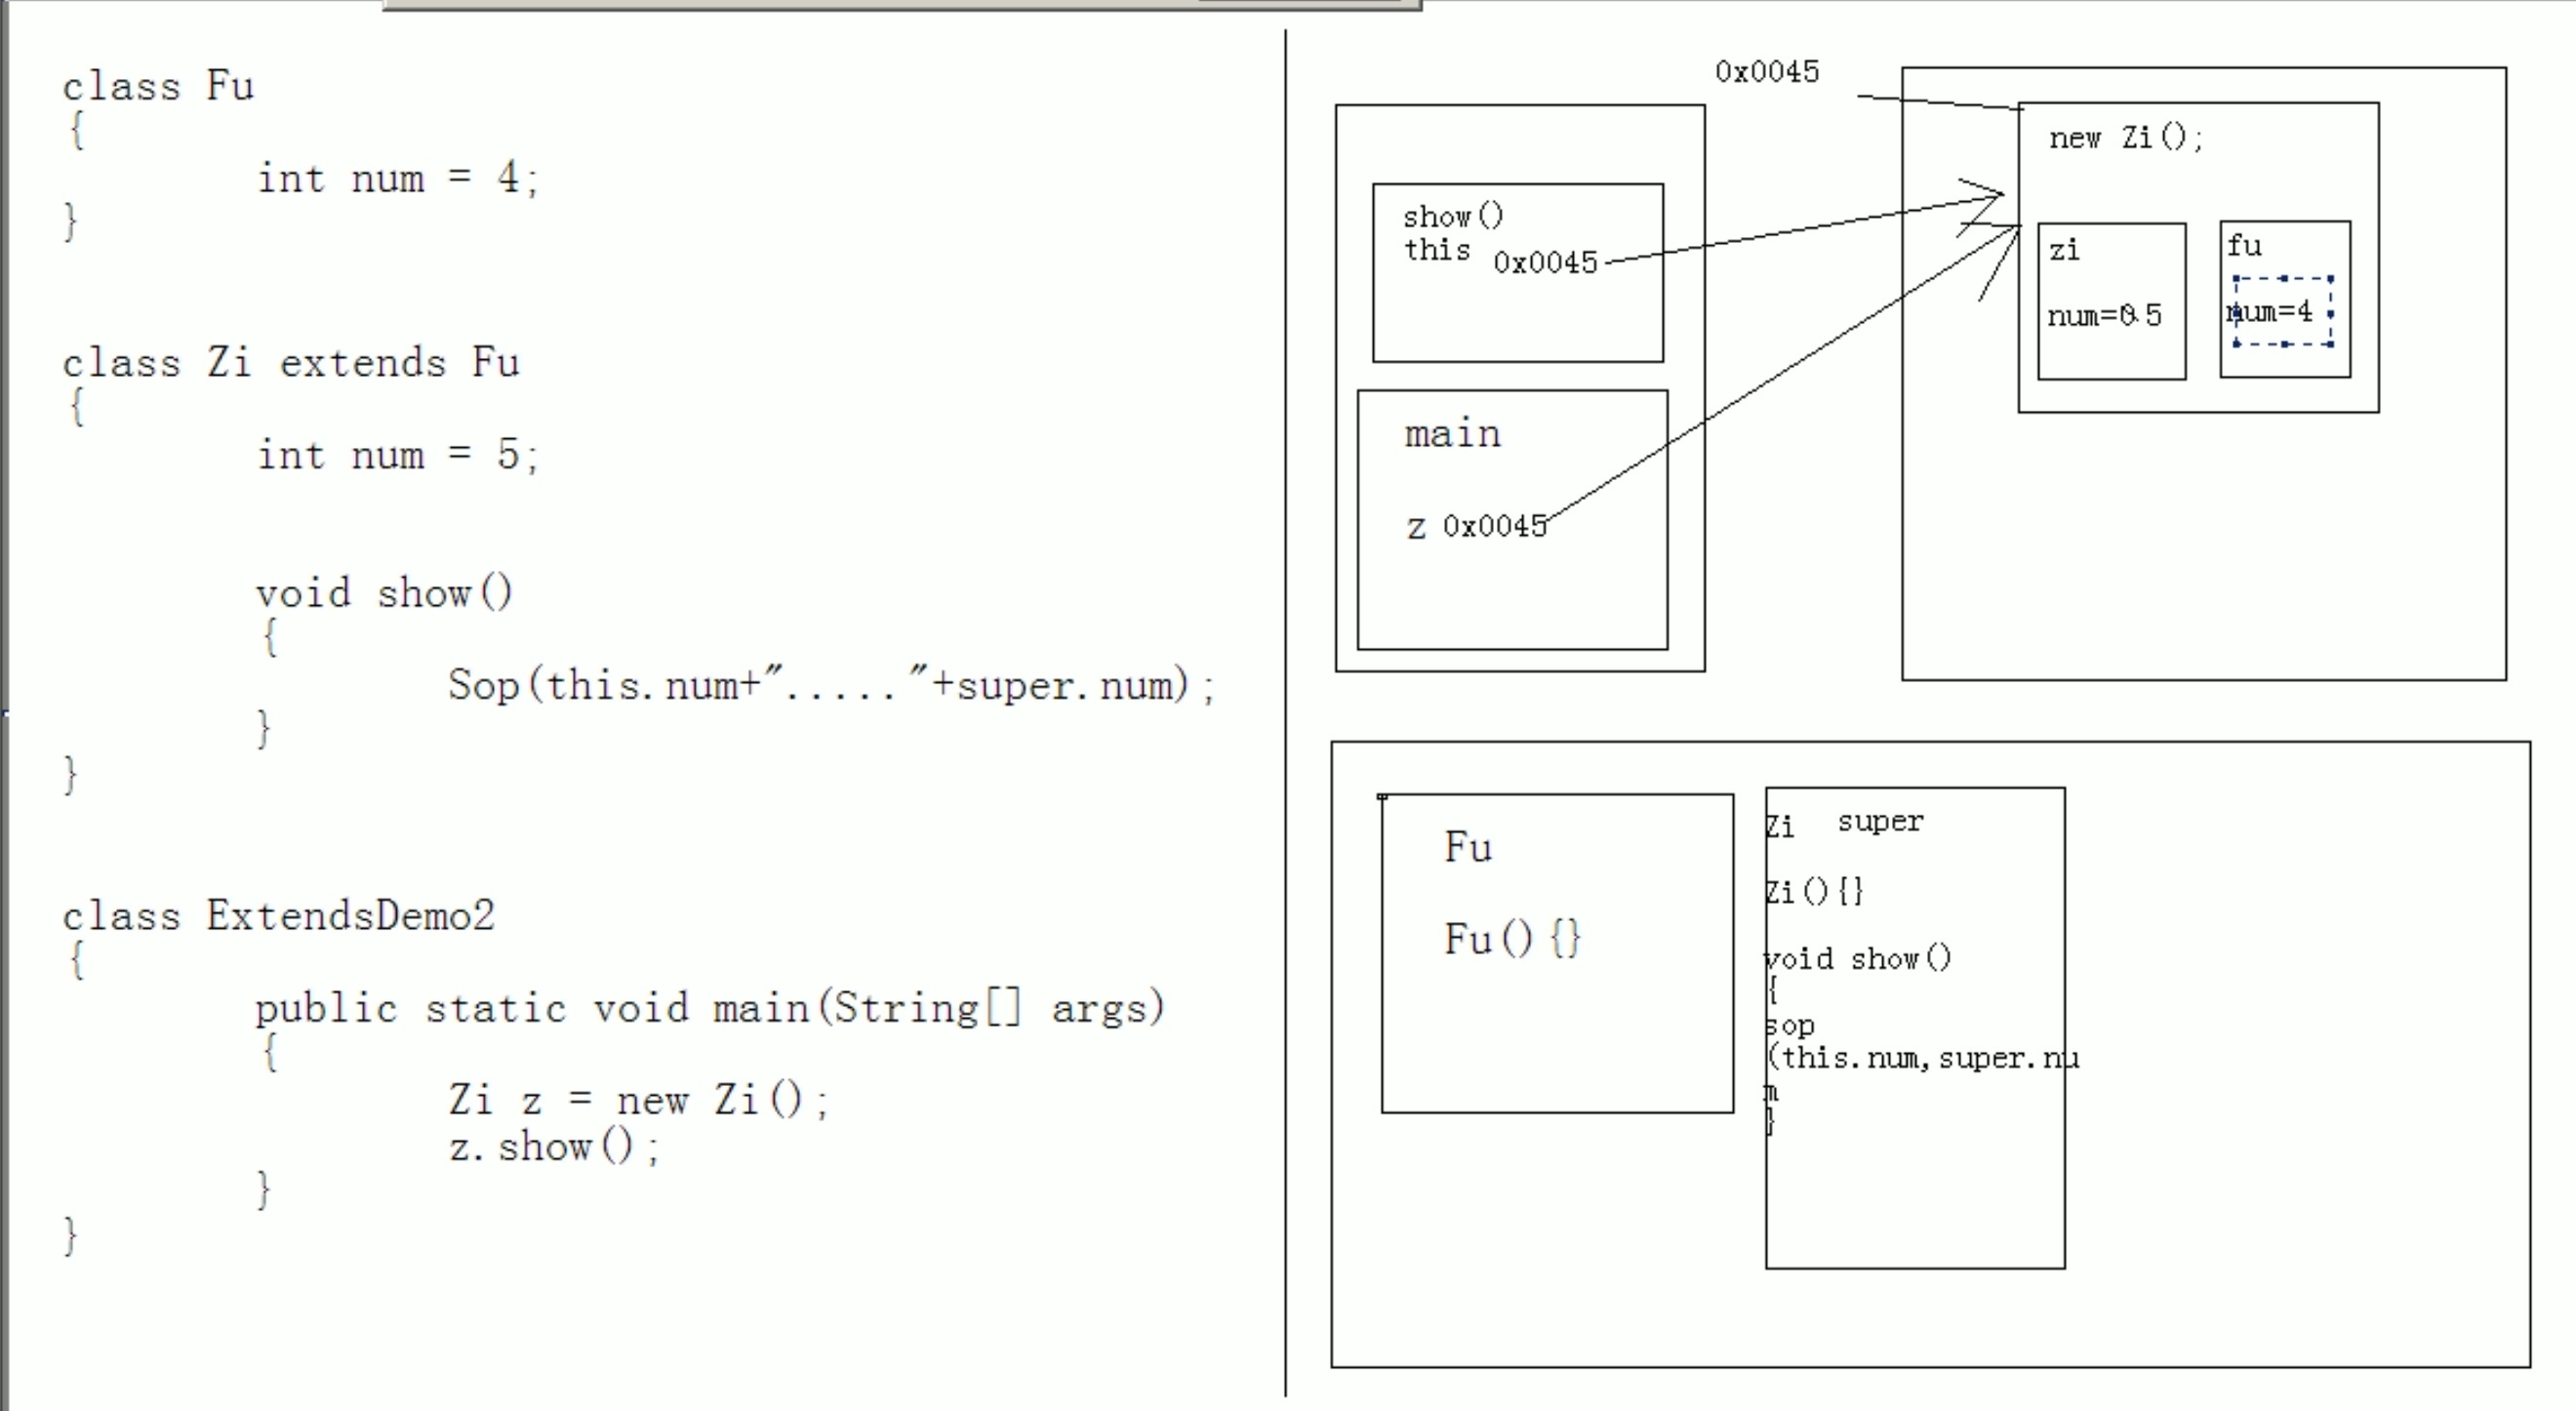 class Fu
{
int num = 4;
}
class Zi extends Fu
{
int num = 5;
void show()
{
Sop(this.num+"....."+super.num);
}
}
class ExtendsDemo2
{
public static void main(String[] args)
{
Zi z = new Zi();
z.show();
}
}
0x0045
show()
this 0x0045
main
z 0x0045
new Zi();
zi
num=0 5
fu
num=4
Fu
Fu(){}
Zi super
Zi(){}
void show()
{
sop
(this.num,super.nu
m
}